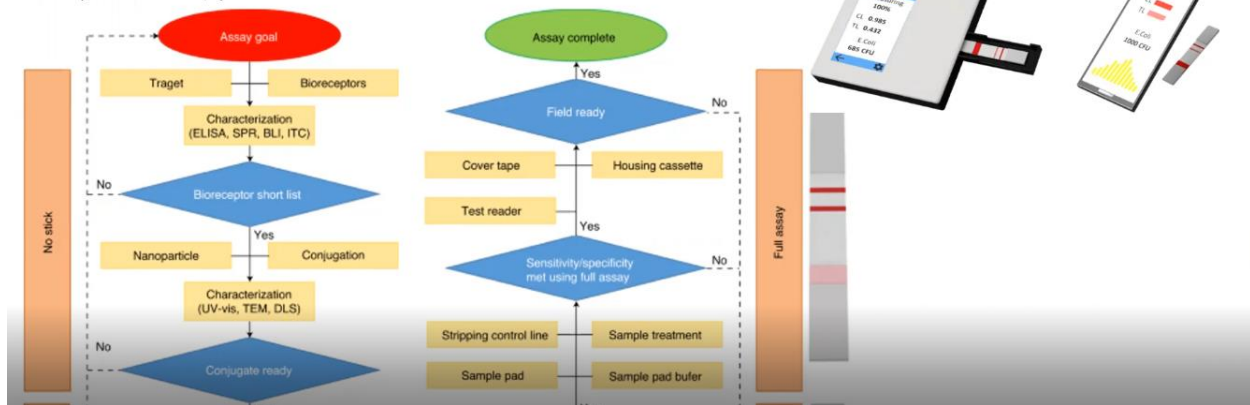 Assay goal
Traget
Bioreceptors
Characterization
(ELISA, SPR, BLI, ITC)
No
Bioreceptor short list
Yes
Nanoparticle
Conjugation
Characterization
(UV-vis, TEM, DLS)
No
Conjugate ready
No stick
Assay complete
Yes
Field ready
No
Cover tape
Housing cassette
Test reader
Yes
Sensitivity/specificity
met using full assay
No
Stripping control line
Sample treatment
Sample pad
Sample pad bufer
Full assay
100%
CL 0.985
TL 0.432
E.Coli
685 CFU
CL
TL
E.Coli
1000 CFU